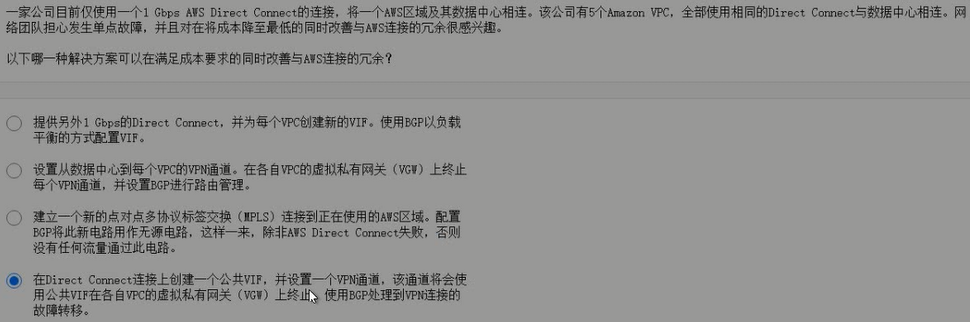 一家公司目前仅使用一个1 Gbps AWS Direct Connect的连接，将一个AWS区域及其数据中心相连。该公司有5个Amazon VPC，全部使用相同的Direct Connect与数据中心相连。网
络团队担心发生单点故障，并且对在将成本降至最低的同时改善与AWS连接的冗余很感兴趣。
以下哪一种解决方案可以在满足成本要求的同时改善与AWS连接的冗余？
提供另外1 Gbps的Direct Connect，并为每个VPC创建新的VIF。使用BGP以负载
平衡的方式配置VIF。
设置从数据中心到每个VPC的VPN通道。在各自VPC的虚拟私有网关（VGW）上终止
每个VPN通道，并设置BGP进行路由管理。
建立一个新的点对点多协议标签交换（MPLS）连接到正在使用的AWS区域。配置
BGP将此新电路用作无源电路，这样一来，除非AWS Direct Connect失败，否则
没有任何流量通过此电路。
在Direct Connect连接上创建一个公共VIF，并设置一个VPN通道，该通道将会使
用公共VIF在各自VPC的虚拟私有网关（VGW）上终止。使用BGP处理到VPN连接的
故障转移。